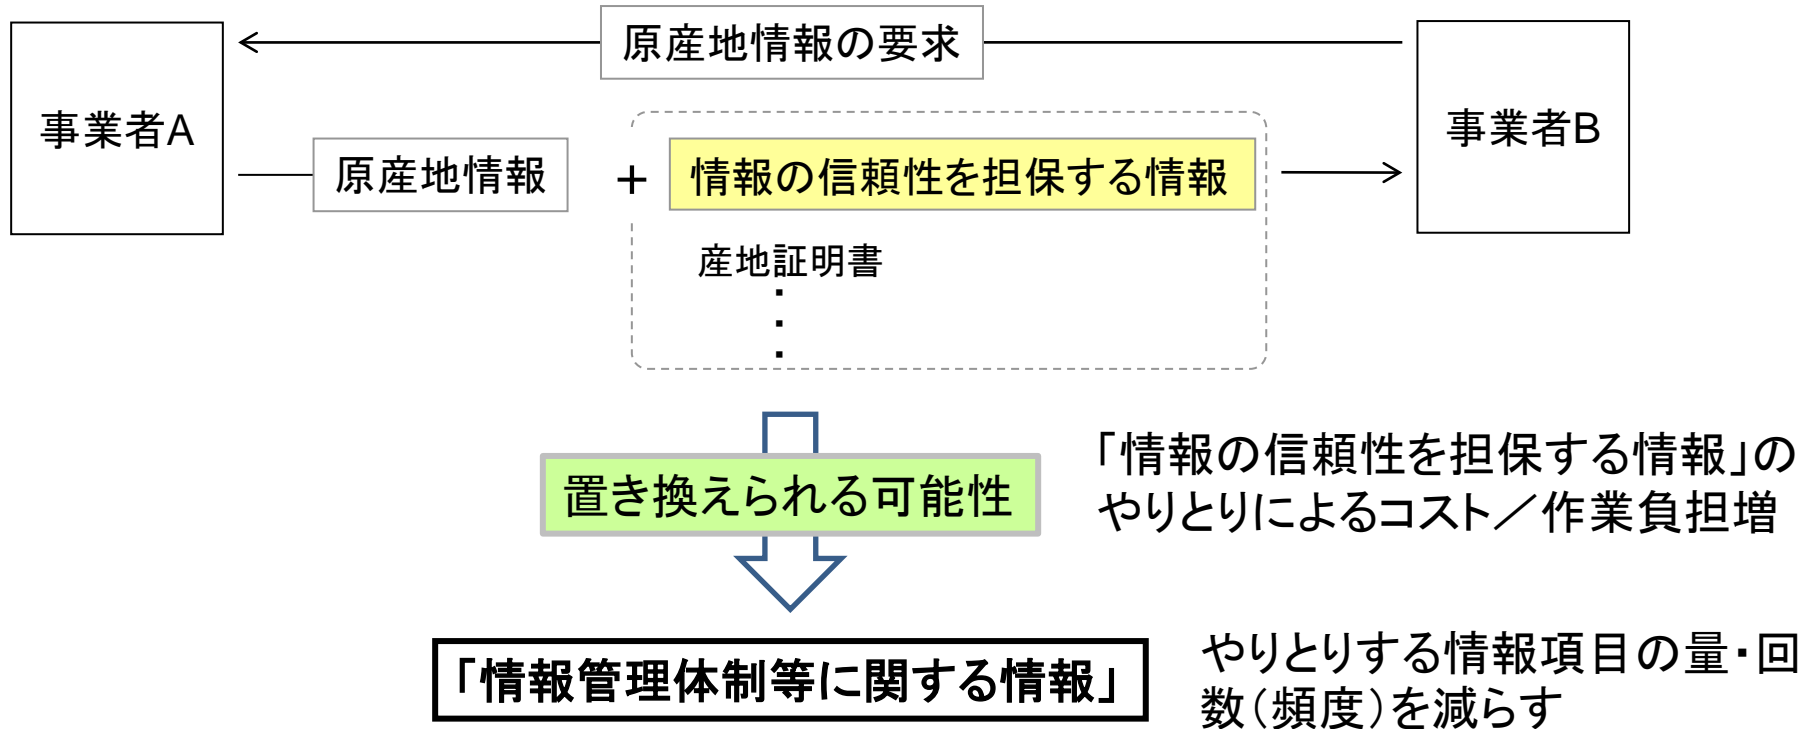 原産地情報の要求
事業者A
事業者B
原産地情報
+
情報の信頼性を担保する情報
産地証明書
・
・
・
置き換えられる可能性
「情報の信頼性を担保する情報」の
やりとりによるコスト／作業負担増
「情報管理体制等に関する情報」
やりとりする情報項目の量・回
数（頻度）を減らす